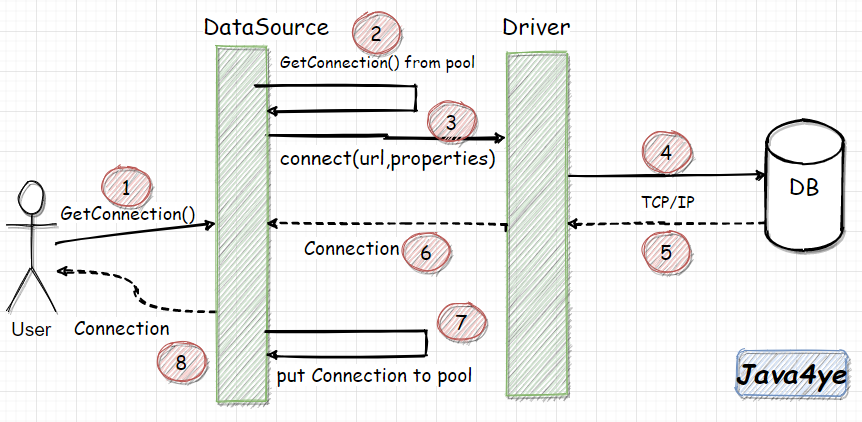 DataSource
Driver
2
GetConnection() from pool
3
connect(url,properties)
4
DB
1
GetConnection()
TCP/IP
Connection
6
5
User
Connection
7
8
put Connection to pool
Java4ye